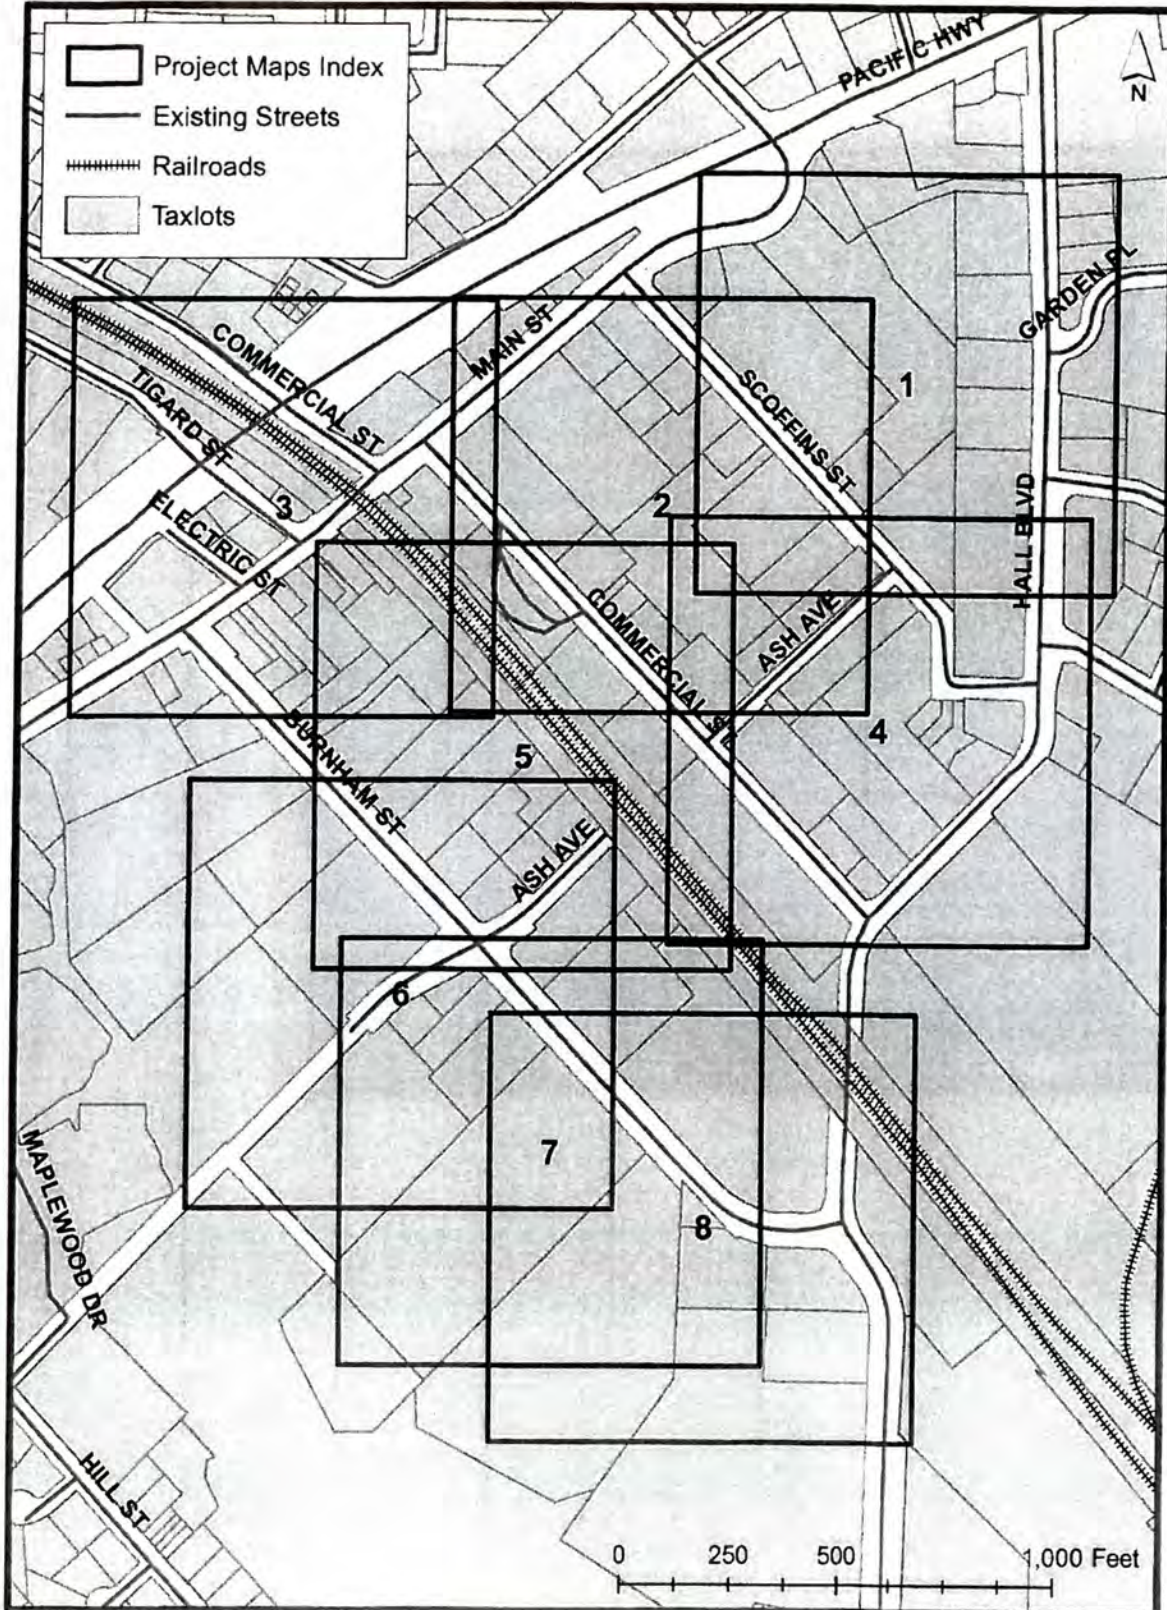 Project Maps Index
Existing Streets
Railroads
Taxlots
PACIFIC HWY
N
GARDEN PL
MAIN ST
COMMERCIAL ST
TIGARD ST
1
SCOFFINS ST
HALL BLVD
2
3
ELECTRIC ST
COMMERCIAL ST
ASH AVE
4
BURNHAM ST
5
ASH AVE
6
7
8
MAPLEWOOD DR
HILL ST
0 250 500 1,000 Feet